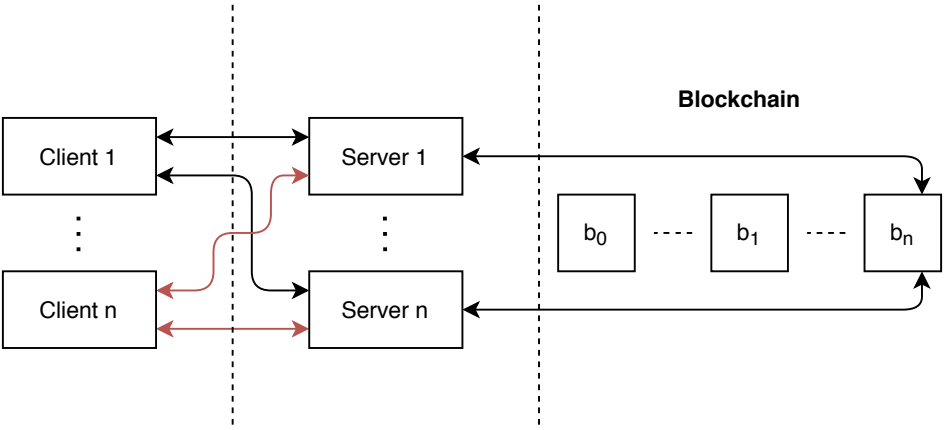 Blockchain
Client 1
Server 1
b0
b1
bn
Client n
Server n